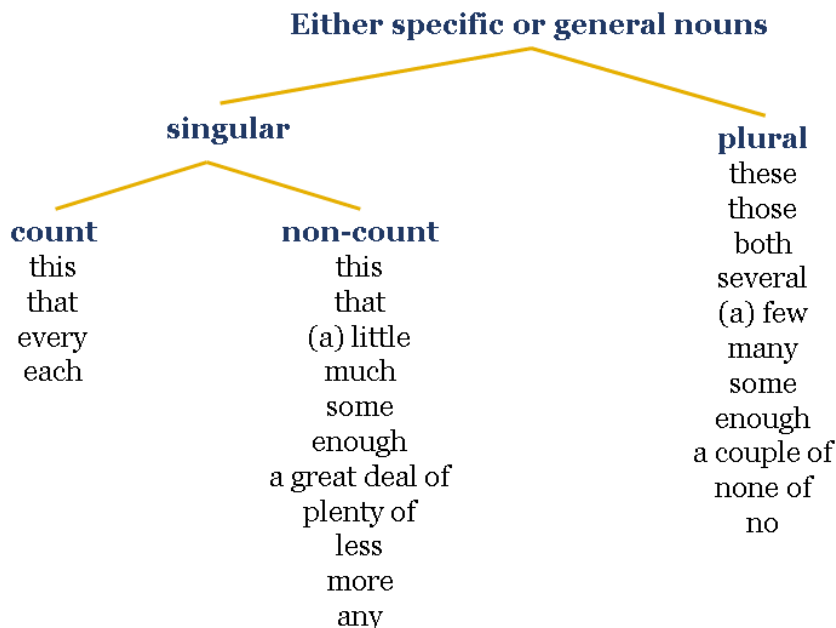 Either specific or general nouns
singular
count
this
that
every
each
non-count
this
that
(a) little
much
some
enough
a great deal of
plenty of
less
more
any
plural
these
those
both
several
(a) few
many
some
enough
a couple of
none of
no